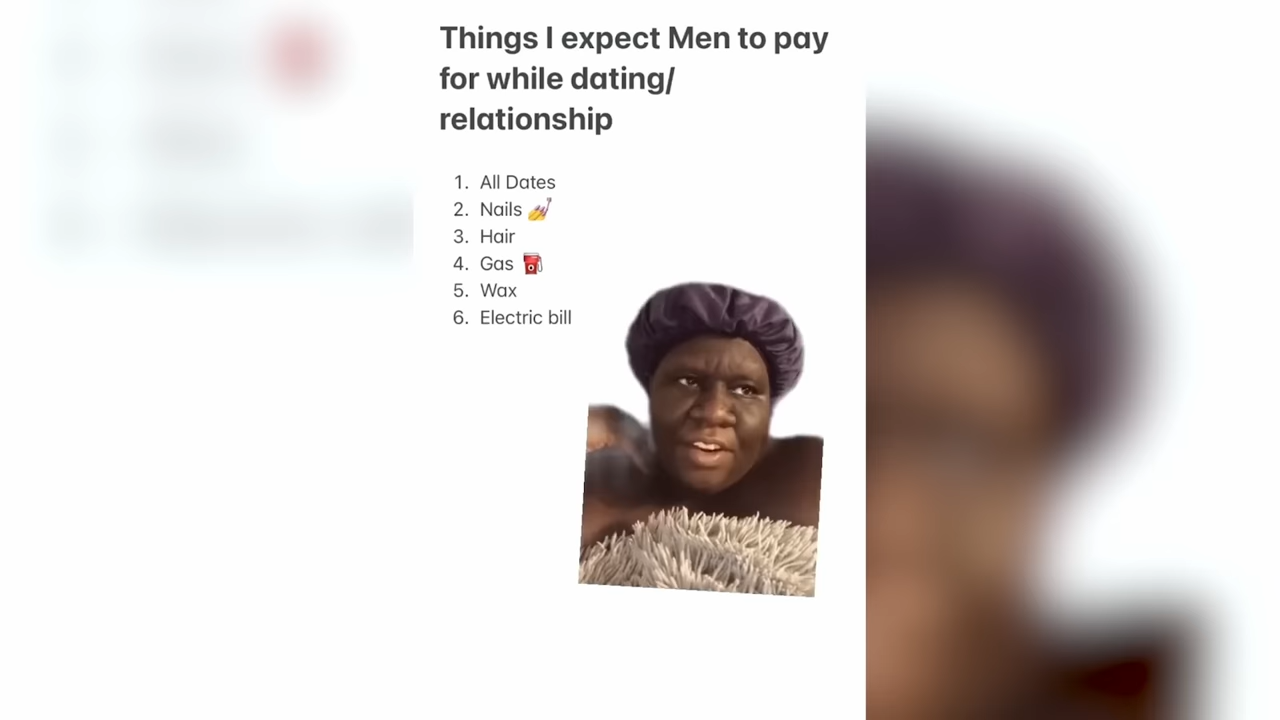 Things I expect Men to pay
for while dating/
relationship
1. All Dates
2. Nails 💅
3. Hair
4. Gas ⛽
5. Wax
6. Electric bill